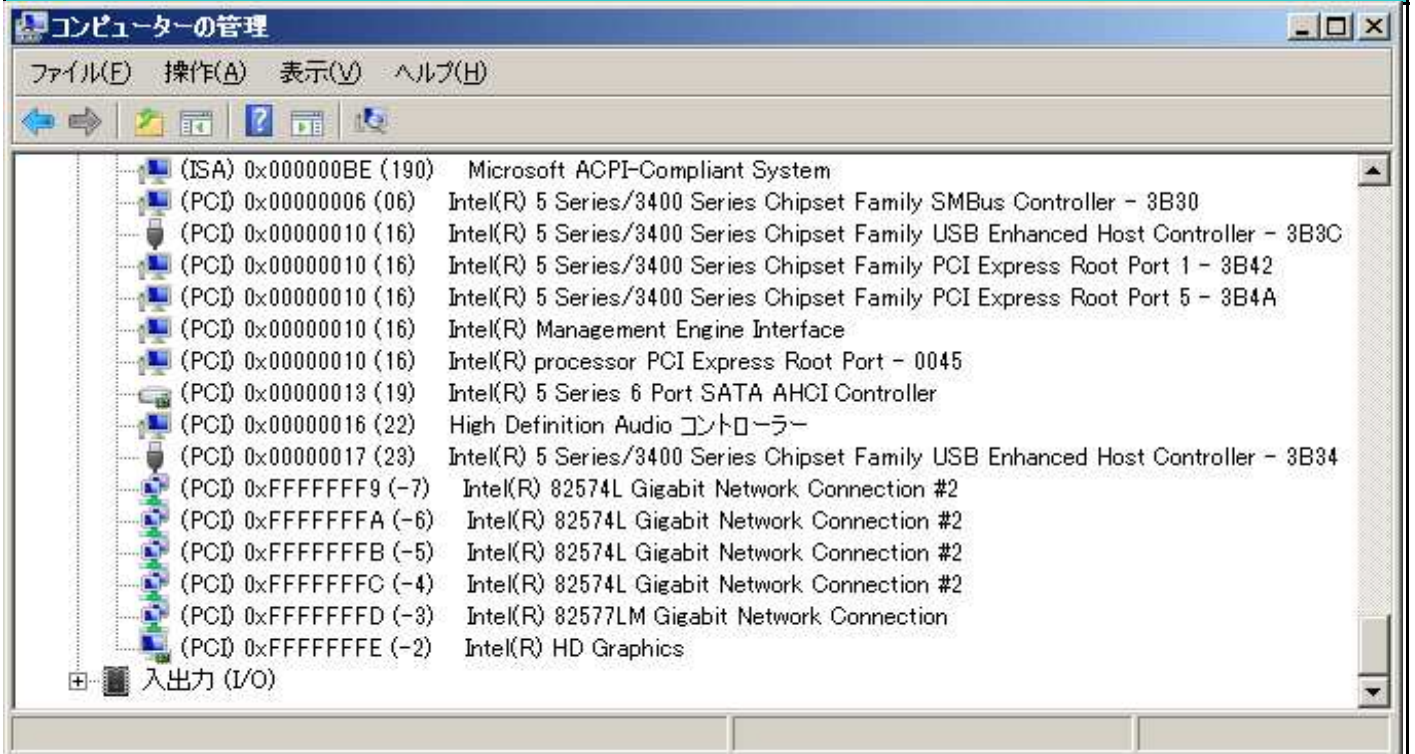 コンピューターの管理
ファイル(F) 操作(A) 表示(V) ヘルプ(H)
(ISA) 0x000000BE (190) Microsoft ACPI-Compliant System
(PCI) 0x00000006 (06) Intel(R) 5 Series/3400 Series Chipset Family SMBus Controller - 3B30
(PCI) 0x00000010 (16) Intel(R) 5 Series/3400 Series Chipset Family USB Enhanced Host Controller - 3B3C
(PCI) 0x00000010 (16) Intel(R) 5 Series/3400 Series Chipset Family PCI Express Root Port 1 - 3B42
(PCI) 0x00000010 (16) Intel(R) 5 Series/3400 Series Chipset Family PCI Express Root Port 5 - 3B4A
(PCI) 0x00000010 (16) Intel(R) Management Engine Interface
(PCI) 0x00000010 (16) Intel(R) processor PCI Express Root Port - 0045
(PCI) 0x00000013 (19) Intel(R) 5 Series 6 Port SATA AHCI Controller
(PCI) 0x00000016 (22) High Definition Audio コントローラー
(PCI) 0x00000017 (23) Intel(R) 5 Series/3400 Series Chipset Family USB Enhanced Host Controller - 3B34
(PCI) 0xFFFFFFF9 (-7) Intel(R) 82574L Gigabit Network Connection #2
(PCI) 0xFFFFFFFA (-6) Intel(R) 82574L Gigabit Network Connection #2
(PCI) 0xFFFFFFFB (-5) Intel(R) 82574L Gigabit Network Connection #2
(PCI) 0xFFFFFFFC (-4) Intel(R) 82574L Gigabit Network Connection #2
(PCI) 0xFFFFFFFD (-3) Intel(R) 82577LM Gigabit Network Connection
(PCI) 0xFFFFFFFE (-2) Intel(R) HD Graphics
入出力 (I/O)